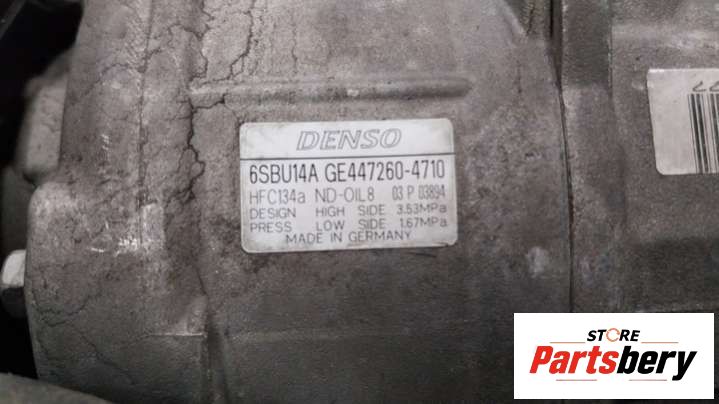 DENSO
6SBU14A GE447260-4710
HFC134a ND-OIL8 03 P 03894
DESIGN HIGH SIDE 3.53MPa
PRESS LOW SIDE 1.67MPa
MADE IN GERMANY
STORE
Partsbery